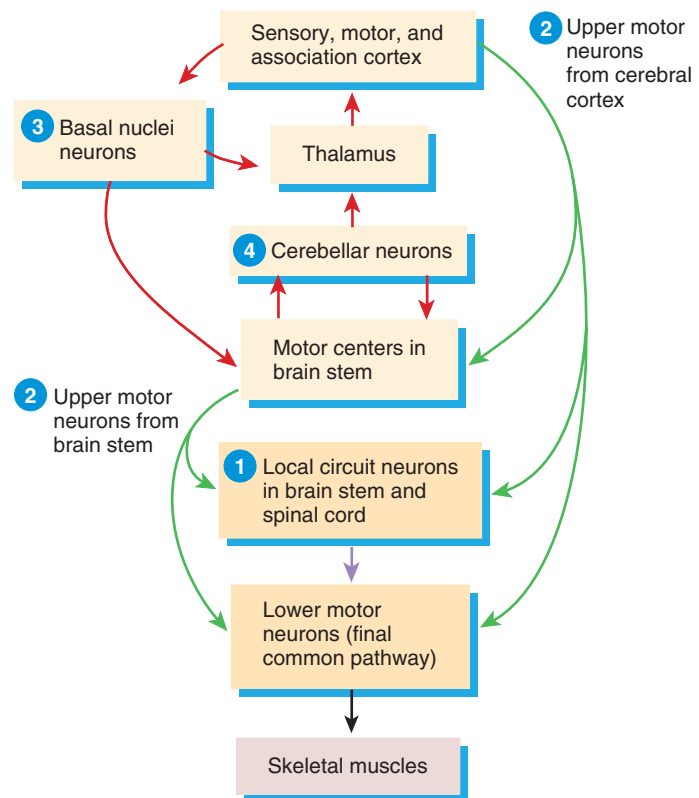 Sensory, motor, and
association cortex
2 Upper motor
neurons
from cerebral
cortex
3 Basal nuclei
neurons
Thalamus
4 Cerebellar neurons
Motor centers in
brain stem
2 Upper motor
neurons from
brain stem
1 Local circuit neurons
in brain stem and
spinal cord
Lower motor
neurons (final
common pathway)
Skeletal muscles